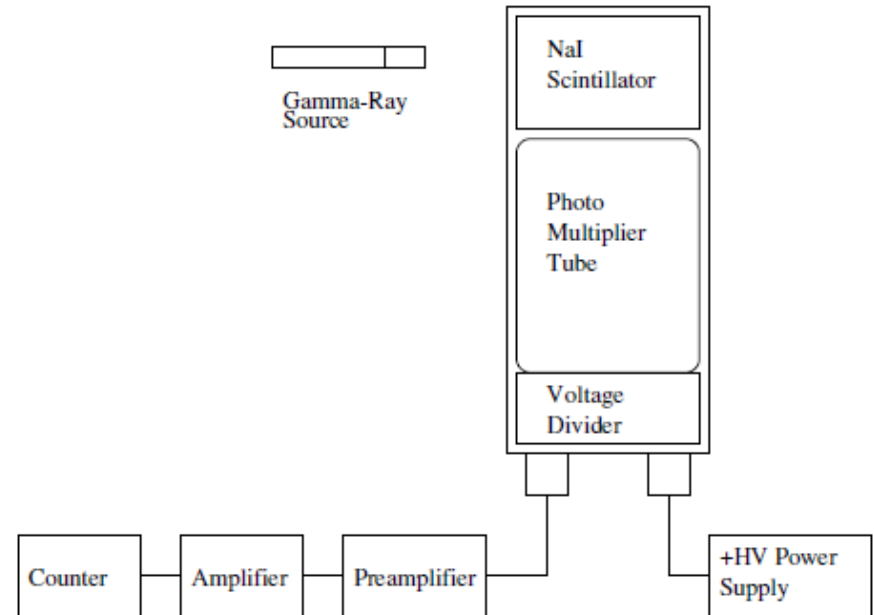 NaI
Scintillator
Gamma-Ray
Source
Photo
Multiplier
Tube
Voltage
Divider
Counter
Amplifier
Preamplifier
+HV Power
Supply